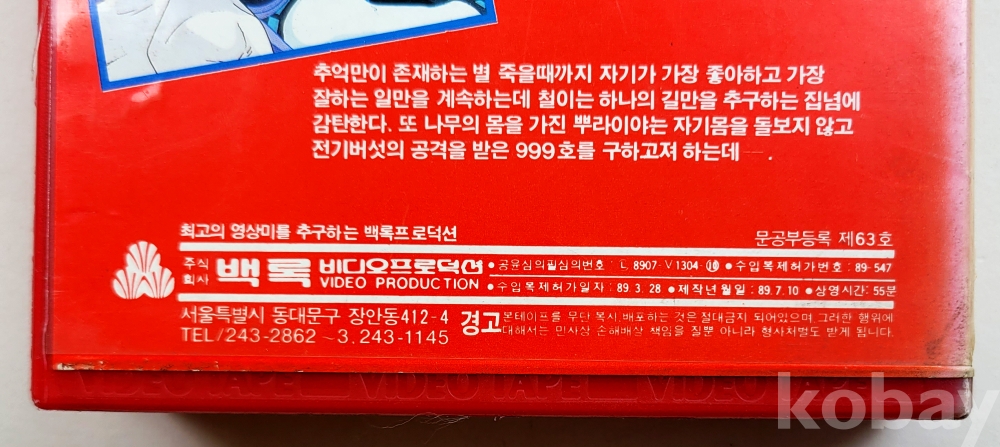 추억만이 존재하는 별 죽을때까지 자기가 가장 좋아하고 가장
잘하는 일만을 계속하는데 철이는 하나의 길만을 추구하는 집념에
감탄한다. 또 나무의 몸을 가진 뿌라이야는 자기몸을 돌보지 않고
전기버섯의 공격을 받은 999호를 구하고져 하는데 —.
최고의 영상미를 추구하는 백록프로덕션
문공부등록 제63호
주식회사 백록 비디오프로덕션
VIDEO PRODUCTION
• 공윤심의필심의번호 : L 8907-V1304-⑩ • 수입복제허가번호 : 89-547
• 수입복제허가일자 : 89.3.28 • 제작년월일 : 89.7.10 • 상영시간: 55분
서울특별시 동대문구 장안동 412-4
TEL/243-2862 ~3. 243-1145
경고 본테이프를 무단 복시, 배포하는 것은 절대금지 되어있으며, 그러한 행위에
대해서는 민사상 손해배상 책임을 질뿐 아니라 형사처벌도 받게 됩니다.
VIDEO TAPE VIDEO TAPE VIDEO TAPE
kobay